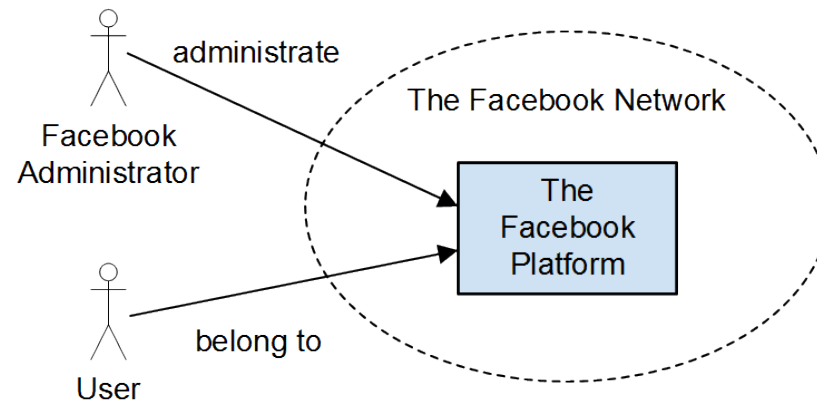 administrate
The Facebook Network
Facebook
Administrator
The
Facebook
Platform
belong to
User